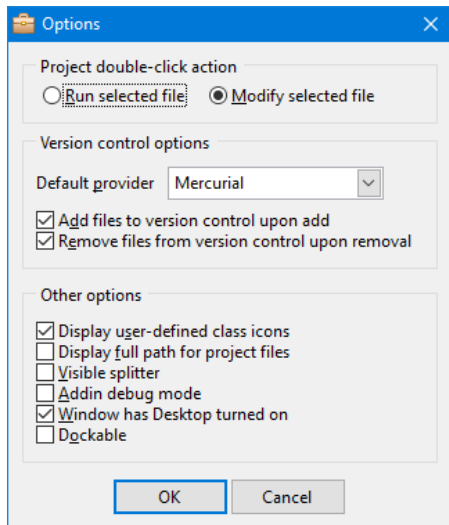 Options
Project double-click action
Run selected file Modify selected file
Version control options
Default provider Mercurial
Add files to version control upon add
Remove files from version control upon removal
Other options
Display user-defined class icons
Display full path for project files
Visible splitter
Addin debug mode
Window has Desktop turned on
Dockable
OK Cancel